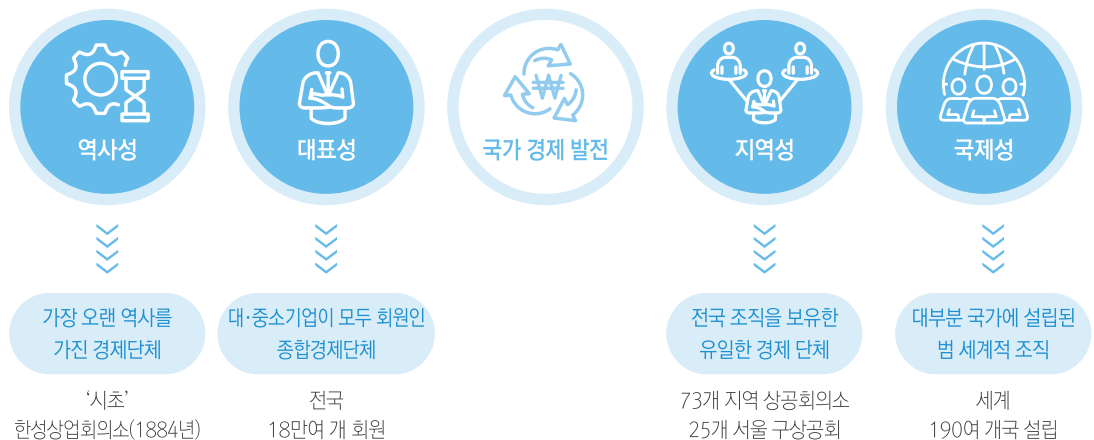 역사성
대표성
국가 경제 발전
지역성
국제성
가장 오랜 역사를
가진 경제단체
대·중소기업이 모두 회원인
종합경제단체
전국 조직을 보유한
유일한 경제 단체
대부분 국가에 설립된
범 세계적 조직
‘시초’
한성상업회의소(1884년)
전국
18만여 개 회원
73개 지역 상공회의소
25개 서울 구상공회
세계
190여 개국 설립